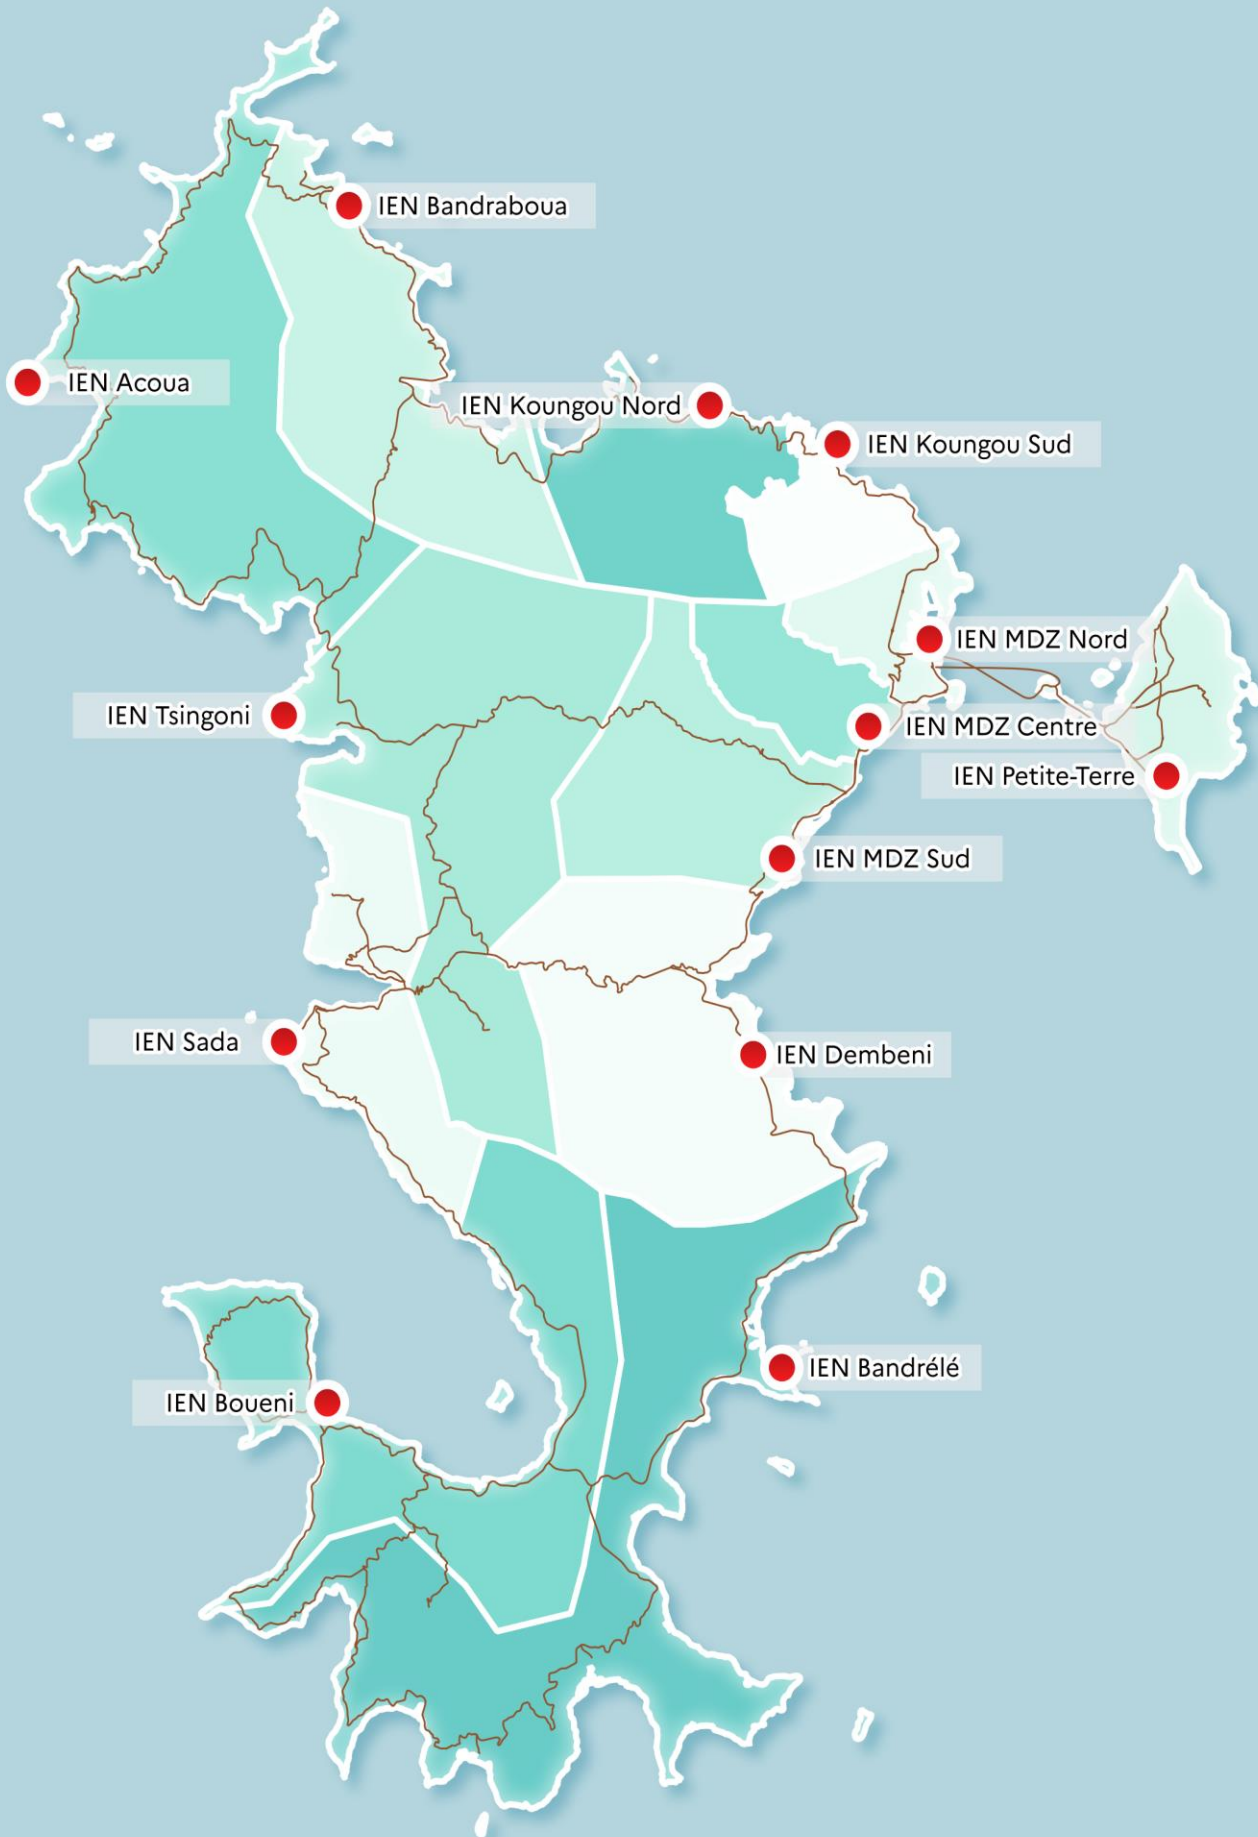 IEN Bandraboua
IEN Acoua
IEN Koungou Nord
IEN Koungou Sud
IEN MDZ Nord
IEN Tsingoni
IEN MDZ Centre
IEN Petite-Terre
IEN MDZ Sud
IEN Sada
IEN Dembeni
IEN Bandrélé
IEN Boueni